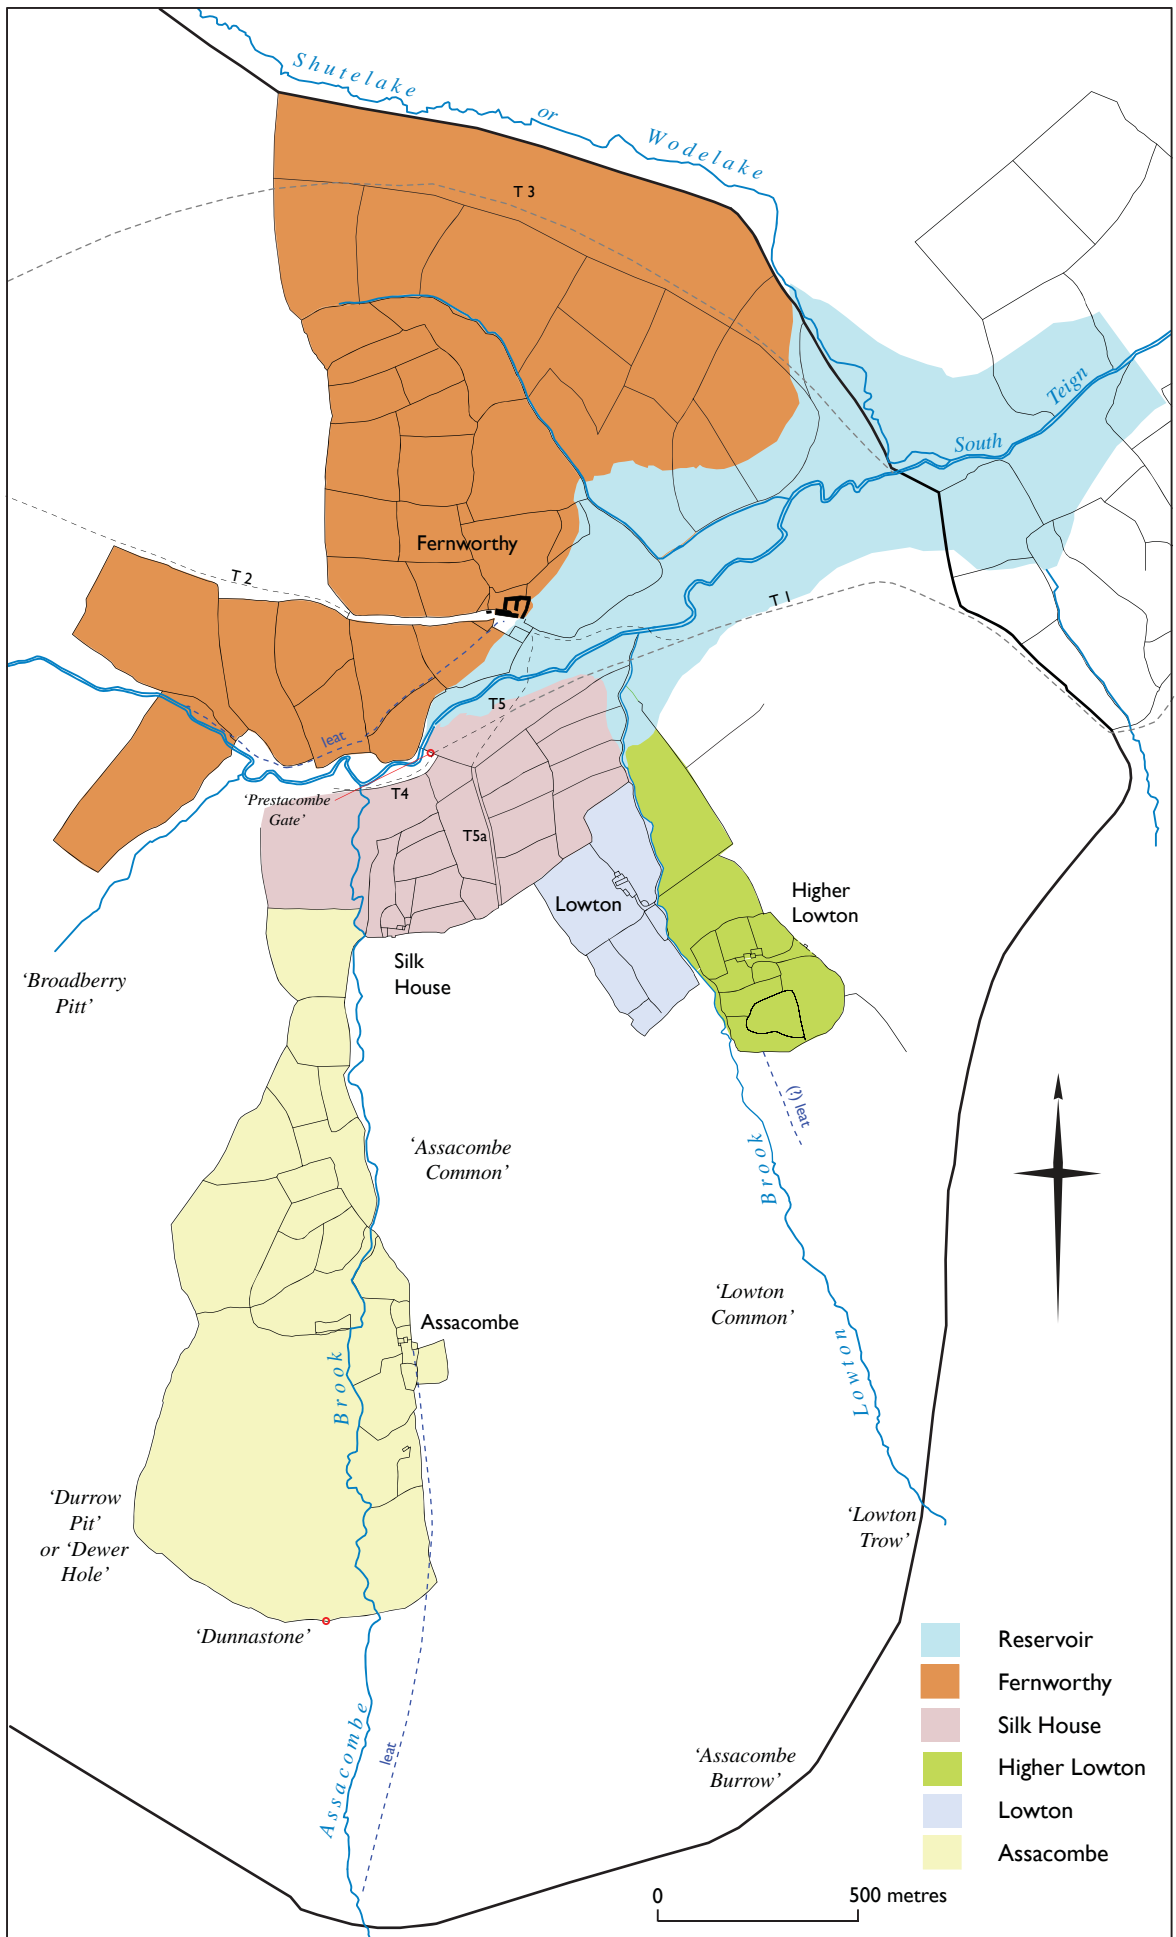 Shutelake
or
Wodelake
T 3
Teign
South
Fernworthy
T 2
T 1
T5
leat
'Prestacombe
Gate'
T4
T5a
Lowton
Higher
Lowton
Silk
House
'Broadberry
Pitt'
(?) leat
'Assacombe
Common'
Brook
'Lowton
Common'
Assacombe
Lowton
Brook
'Durrow
Pit'
or 'Dewer
Hole'
'Lowton
Trow'
'Dunnastone'
Assacombe
leat
'Assacombe
Burrow'
Reservoir
Fernworthy
Silk House
Higher Lowton
Lowton
Assacombe
0 500 metres